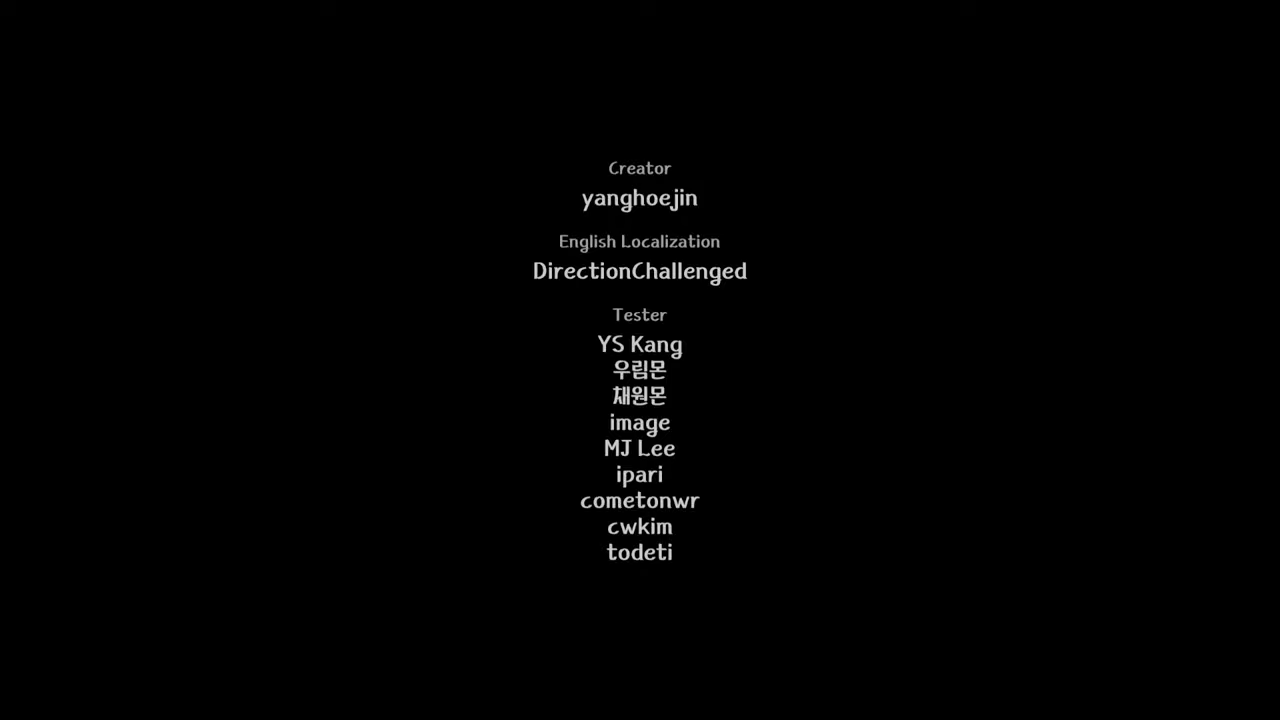 Creator
yanghoejin
English Localization
DirectionChallenged
Tester
YS Kang
우림몬
채원몬
image
MJ Lee
ipari
cometonwr
cwkim
todeti